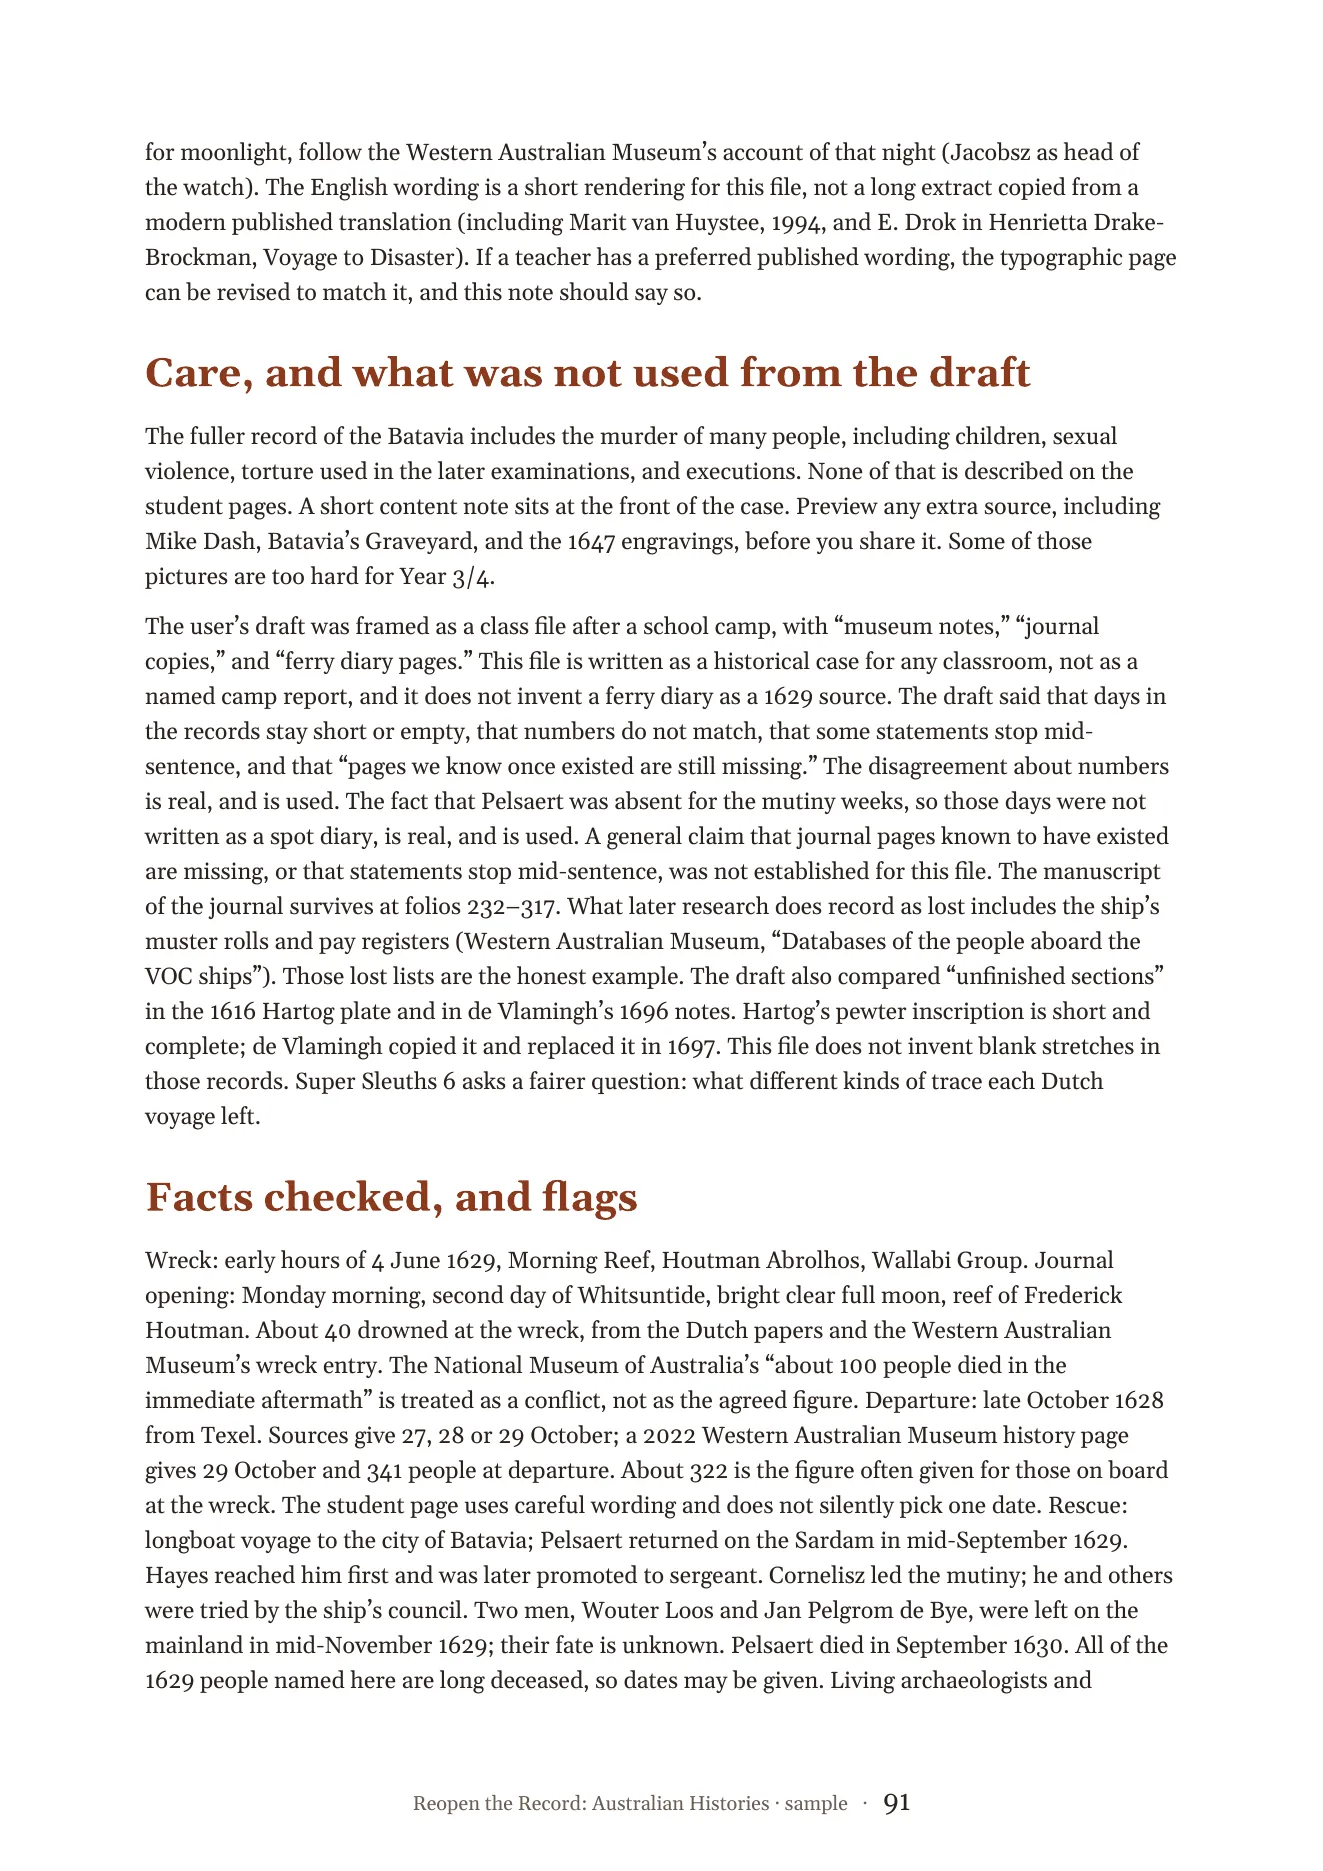 for moonlight, follow the Western Australian Museum’s account of that night (Jacobsz as head of
the watch). The English wording is a short rendering for this file, not a long extract copied from a
modern published translation (including Marit van Huystee, 1994, and E. Drok in Henrietta Drake-
Brockman, Voyage to Disaster). If a teacher has a preferred published wording, the typographic page
can be revised to match it, and this note should say so.
Care, and what was not used from the draft
The fuller record of the Batavia includes the murder of many people, including children, sexual
violence, torture used in the later examinations, and executions. None of that is described on the
student pages. A short content note sits at the front of the case. Preview any extra source, including
Mike Dash, Batavia’s Graveyard, and the 1647 engravings, before you share it. Some of those
pictures are too hard for Year 3/4.
The user’s draft was framed as a class file after a school camp, with “museum notes,” “journal
copies,” and “ferry diary pages.” This file is written as a historical case for any classroom, not as a
named camp report, and it does not invent a ferry diary as a 1629 source. The draft said that days in
the records stay short or empty, that numbers do not match, that some statements stop mid-
sentence, and that “pages we know once existed are still missing.” The disagreement about numbers
is real, and is used. The fact that Pelsaert was absent for the mutiny weeks, so those days were not
written as a spot diary, is real, and is used. A general claim that journal pages known to have existed
are missing, or that statements stop mid-sentence, was not established for this file. The manuscript
of the journal survives at folios 232–317. What later research does record as lost includes the ship’s
muster rolls and pay registers (Western Australian Museum, “Databases of the people aboard the
VOC ships”). Those lost lists are the honest example. The draft also compared “unfinished sections”
in the 1616 Hartog plate and in de Vlamingh’s 1696 notes. Hartog’s pewter inscription is short and
complete; de Vlamingh copied it and replaced it in 1697. This file does not invent blank stretches in
those records. Super Sleuths 6 asks a fairer question: what different kinds of trace each Dutch
voyage left.
Facts checked, and flags
Wreck: early hours of 4 June 1629, Morning Reef, Houtman Abrolhos, Wallabi Group. Journal
opening: Monday morning, second day of Whitsuntide, bright clear full moon, reef of Frederick
Houtman. About 40 drowned at the wreck, from the Dutch papers and the Western Australian
Museum’s wreck entry. The National Museum of Australia’s “about 100 people died in the
immediate aftermath” is treated as a conflict, not as the agreed figure. Departure: late October 1628
from Texel. Sources give 27, 28 or 29 October; a 2022 Western Australian Museum history page
gives 29 October and 341 people at departure. About 322 is the figure often given for those on board
at the wreck. The student page uses careful wording and does not silently pick one date. Rescue:
longboat voyage to the city of Batavia; Pelsaert returned on the Sardam in mid-September 1629.
Hayes reached him first and was later promoted to sergeant. Cornelisz led the mutiny; he and others
were tried by the ship’s council. Two men, Wouter Loos and Jan Pelgrom de Bye, were left on the
mainland in mid-November 1629; their fate is unknown. Pelsaert died in September 1630. All of the
1629 people named here are long deceased, so dates may be given. Living archaeologists and
Reopen the Record: Australian Histories · sample · 91